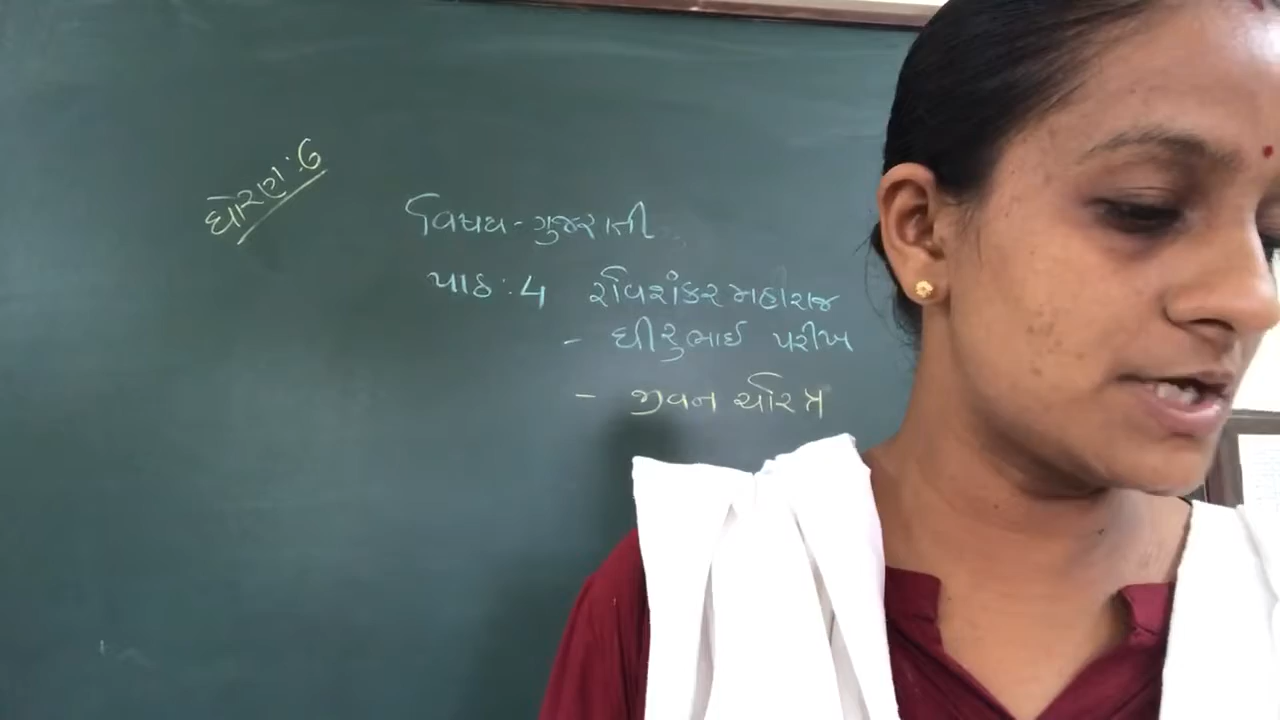 ધોરણ : 6
વિષય - ગુજરાતી
પાઠ : 4 રવિશંકર મહારાજ
- ધીરુભાઈ પરીખ
- જીવન ચરિત્ર